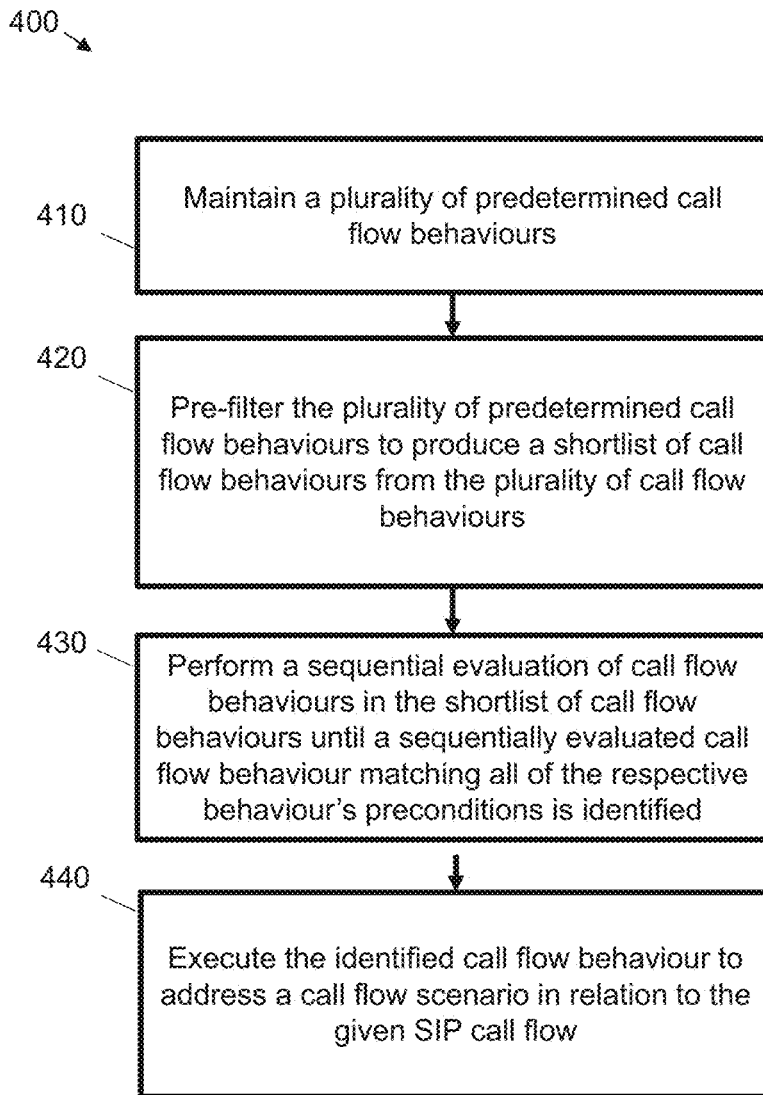 400
410
Maintain a plurality of predetermined call
flow behaviours
420
Pre-filter the plurality of predetermined call
flow behaviours to produce a shortlist of call
flow behaviours from the plurality of call flow
behaviours
430
Perform a sequential evaluation of call flow
behaviours in the shortlist of call flow
behaviours until a sequentially evaluated call
flow behaviour matching all of the respective
behaviour's preconditions is identified
440
Execute the identified call flow behaviour to
address a call flow scenario in relation to the
given SIP call flow